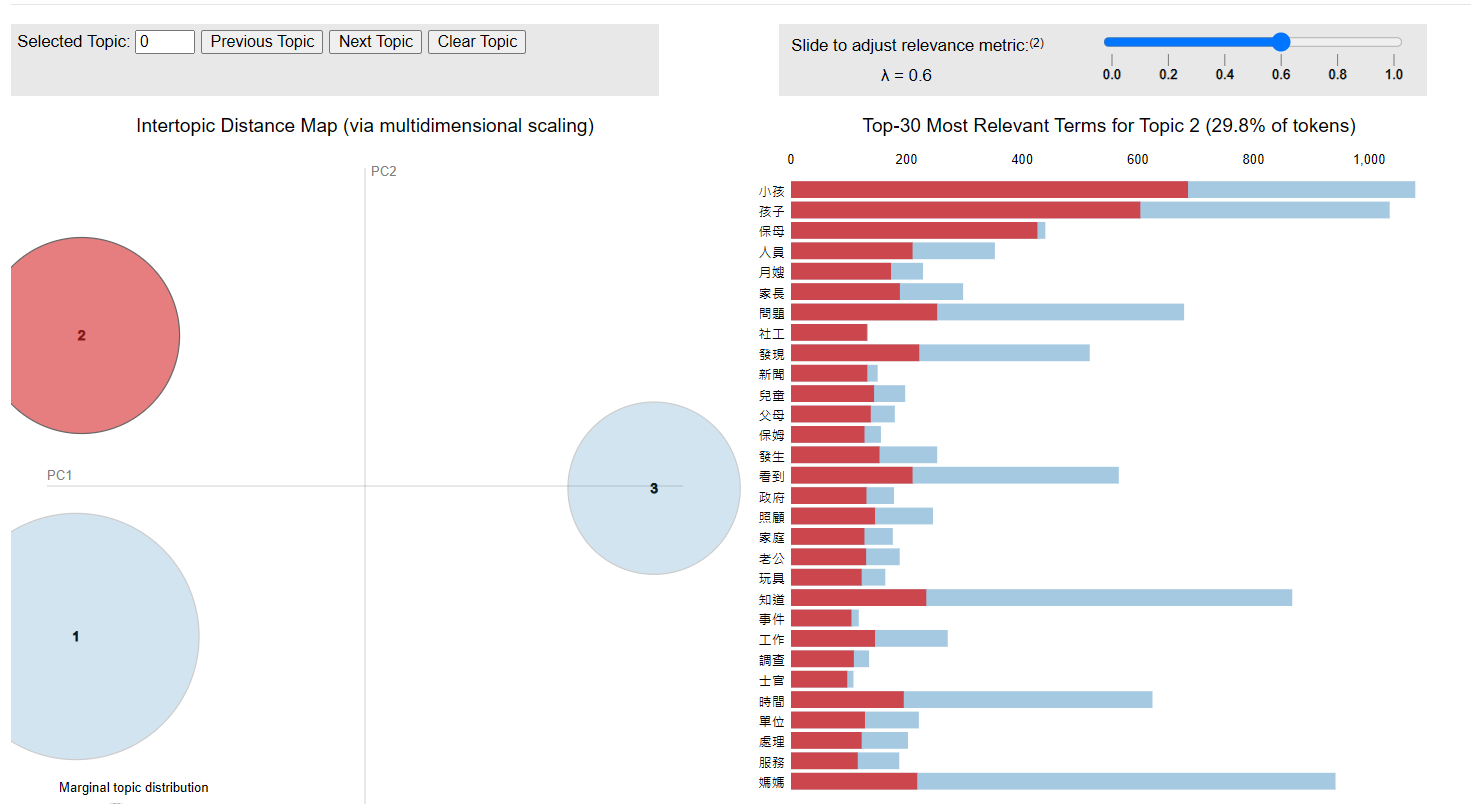 Selected Topic: 0 Previous Topic Next Topic Clear Topic
Slide to adjust relevance metric:(2)
λ = 0.6
0.0 0.2 0.4 0.6 0.8 1.0
Intertopic Distance Map (via multidimensional scaling)
PC2
2
PC1
3
1
Marginal topic distribution
Top-30 Most Relevant Terms for Topic 2 (29.8% of tokens)
0 200 400 600 800 1,000
小孩
孩子
保母
人員
月嫂
家長
問題
社工
發現
新聞
兒童
父母
保姆
發生
看到
政府
照顧
家庭
老公
玩具
知道
事件
工作
調查
士官
時間
單位
處理
服務
媽媽